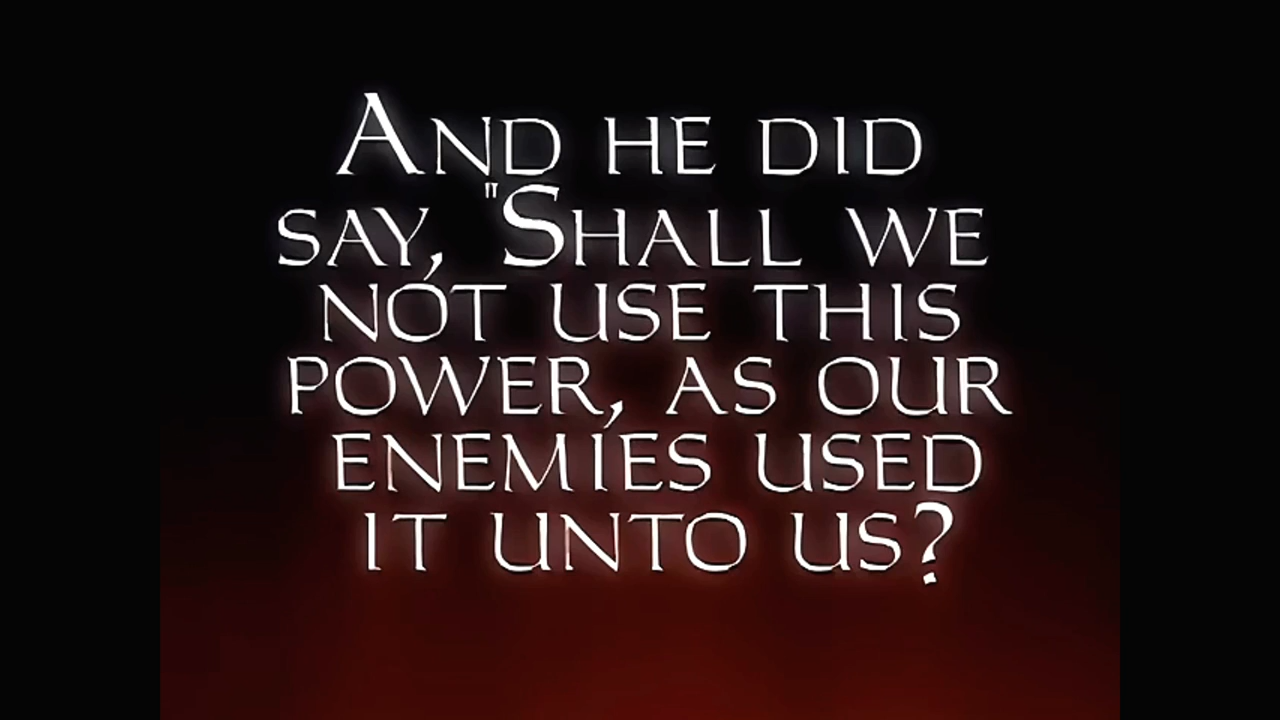 And he did
say, "Shall we
not use this
power, as our
enemies used
it unto us?